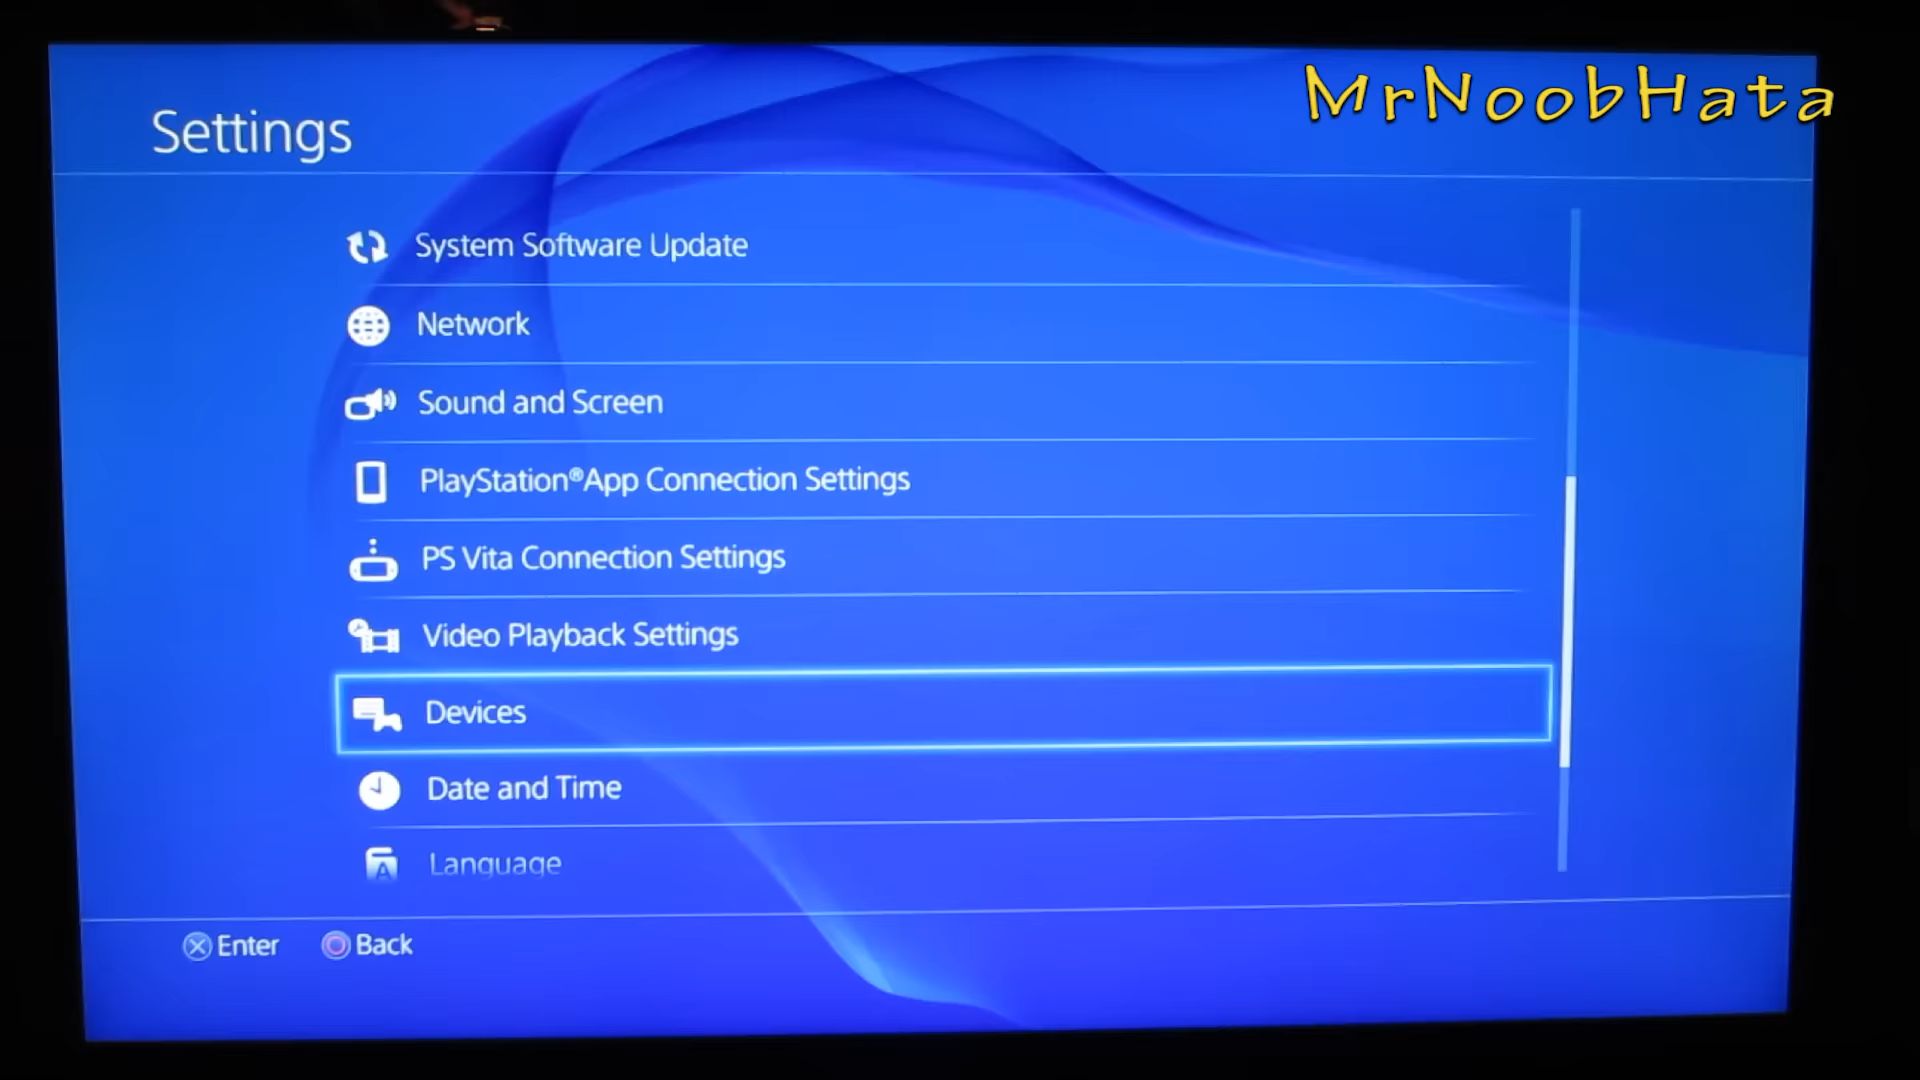 MrNoobHata
Settings
System Software Update
Network
Sound and Screen
PlayStation®App Connection Settings
PS Vita Connection Settings
Video Playback Settings
Devices
Date and Time
Language
Enter Back